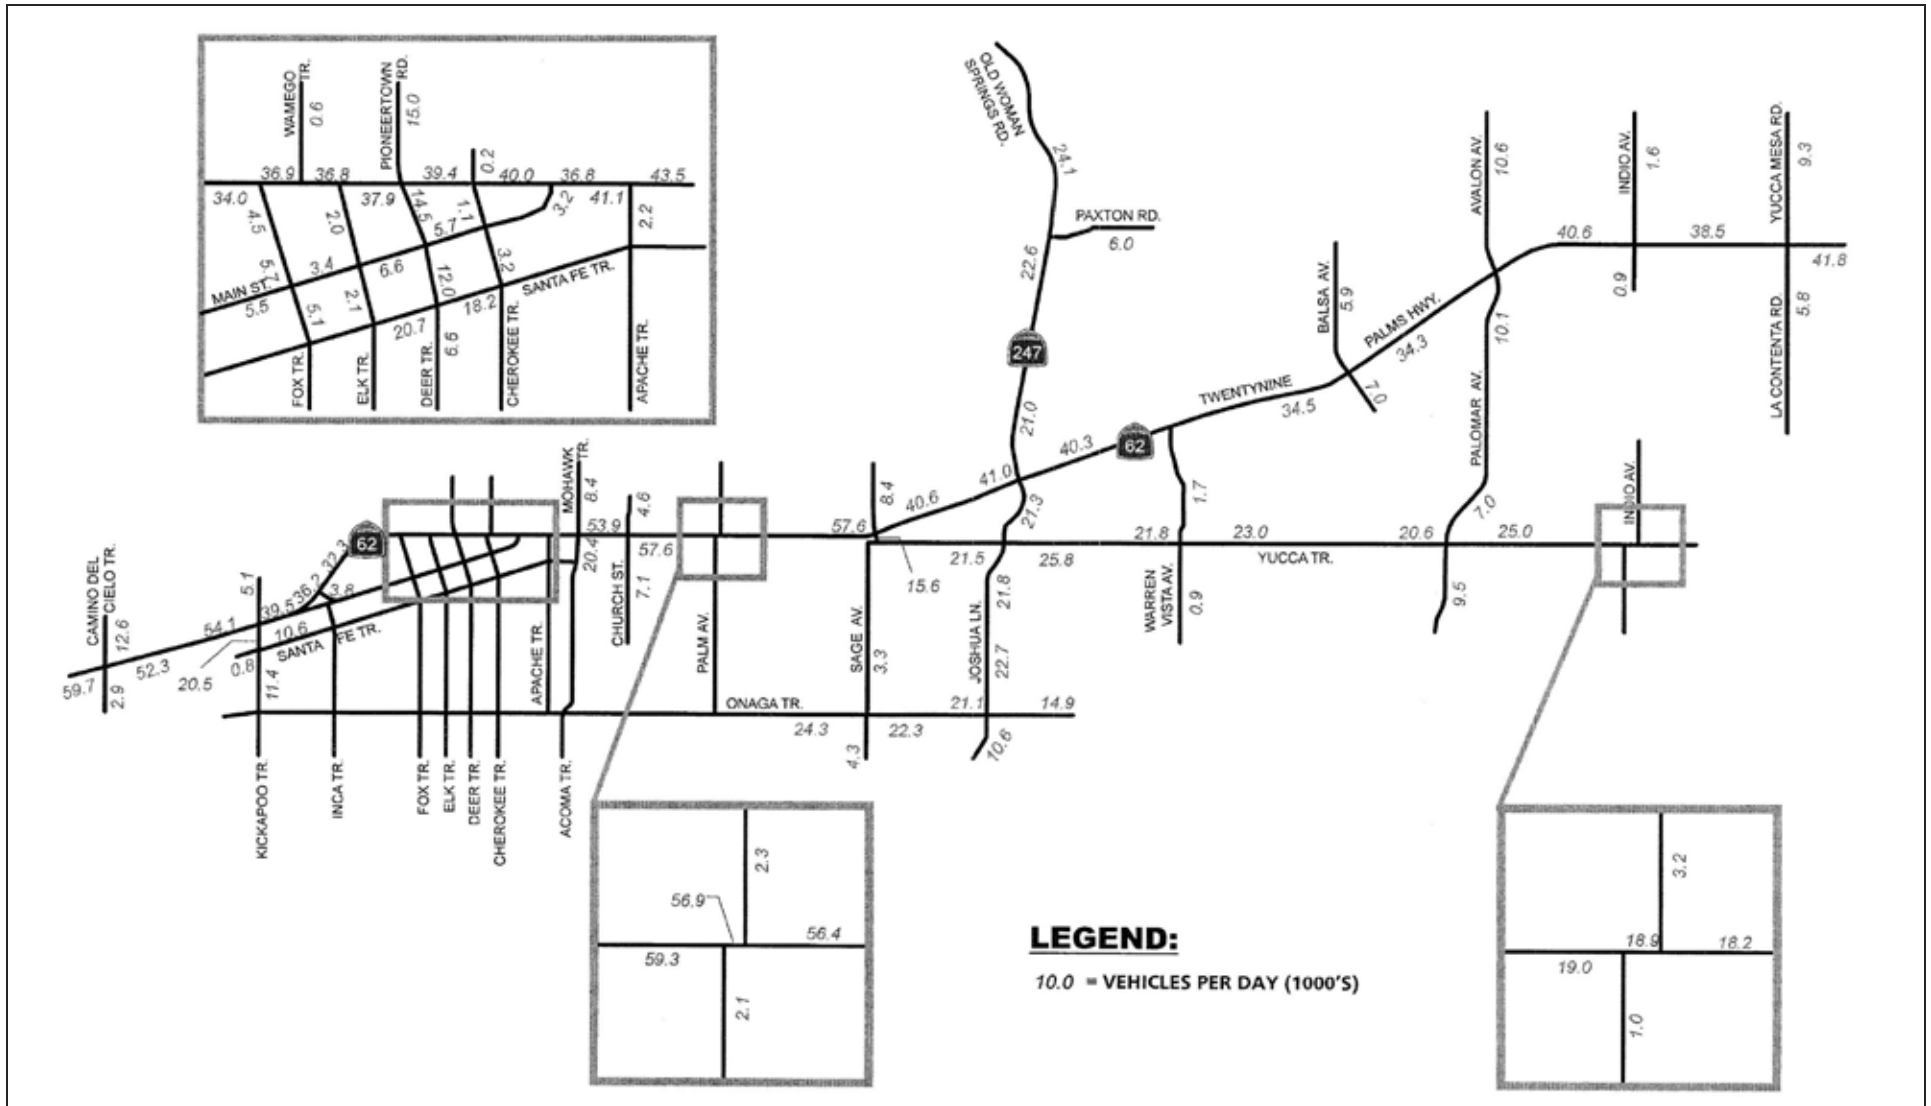 WAMEGO
TR.
0.6
PIONEERTOWN
RD.
15.0
36.9
36.8
39.4
0.2
40.0
36.8
43.5
34.0
4.5
2.0
37.9
14.5
1.1
3.2
41.1
2.2
5.7
5.7
3.4
6.6
3.2
MAIN ST.
5.5
5.1
2.1
12.0
SANTA FE TR.
20.7
18.2
6.6
FOX TR.
ELK TR.
DEER TR.
CHEROKEE TR.
APACHE TR.
OLD WOMAN
SPRINGS RD.
24.1
PAXTON RD.
6.0
22.6
247
21.0
AVALON AV.
10.6
INDIO AV.
1.6
YUCCA MESA RD.
9.3
40.6
38.5
41.8
0.9
5.8
LA CONTENTA RD
BALSA AV.
5.9
PALMS HWY.
34.3
10.1
7.0
TWENTYNINE
34.5
PALOMAR AV.
62
40.3
41.0
40.6
8.4
57.6
21.3
1.7
7.0
INDIO AV.
MOHAWK
TR.
8.4
53.9
4.6
20.4
57.6
CHURCH ST.
7.1
62
32.3
36.2
3.8
39.5
5.1
54.1
CAMINO DEL
CIELO TR.
12.6
59.7
2.9
52.3
20.5
0.8
10.6
SANTA FE TR.
11.4
APACHE TR.
PALM AV.
SAGE AV.
3.3
15.6
21.5
25.8
21.8
23.0
YUCCA TR.
20.6
25.0
21.8
JOSHUA LN.
22.7
WARREN
VISTA AV.
0.9
9.5
ONAGA TR.
24.3
22.3
21.1
14.9
4.3
10.6
KICKAPOO TR.
INCA TR.
FOX TR.
ELK TR.
DEER TR.
CHEROKEE TR.
ACOMA TR.
2.3
56.9
56.4
59.3
2.1
3.2
18.9
18.2
19.0
1.0
LEGEND:
10.0 = VEHICLES PER DAY (1000'S)